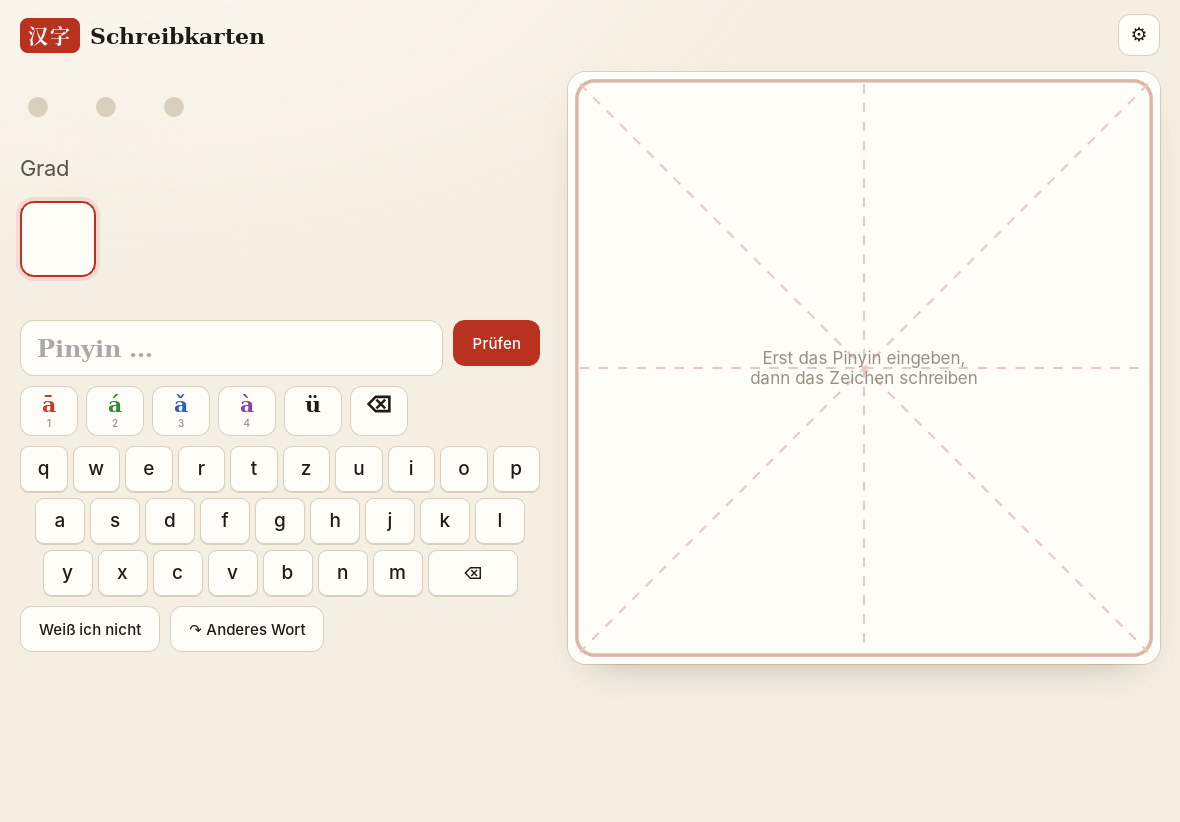 汉字 Schreibkarten
⚙
Grad
Pinyin ...
Prüfen
ā á ǎ à ü ⌫
1 2 3 4
q w e r t z u i o p
a s d f g h j k l
y x c v b n m ⌫
Weiß ich nicht
↷ Anderes Wort
Erst das Pinyin eingeben,
dann das Zeichen schreiben